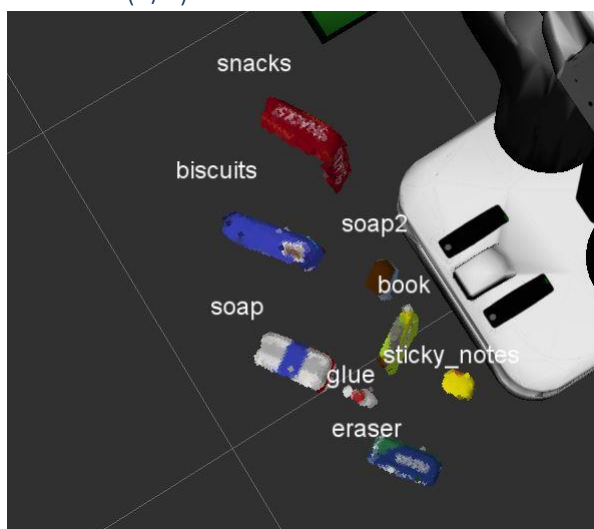 snacks
biscuits
soap2
book
soap
sticky_notes
glue
eraser